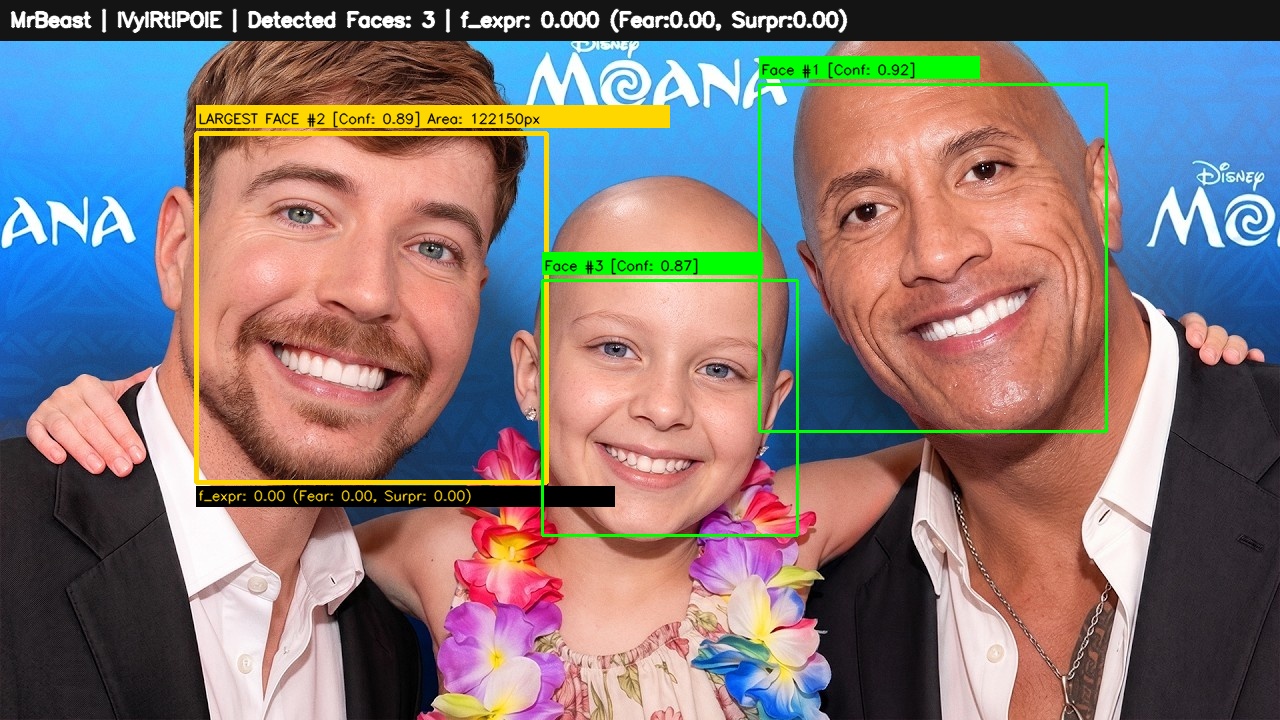 MrBeast | IVyIRtIPOIE | Detected Faces: 3 | f_expr: 0.000 (Fear:0.00, Surpr:0.00)
DISNEY
MOANA
Face #1 [Conf: 0.92]
LARGEST FACE #2 [Conf: 0.89] Area: 122150px
DISNEY
MO
ANA
Face #3 [Conf: 0.87]
f_expr: 0.00 (Fear: 0.00, Surpr: 0.00)